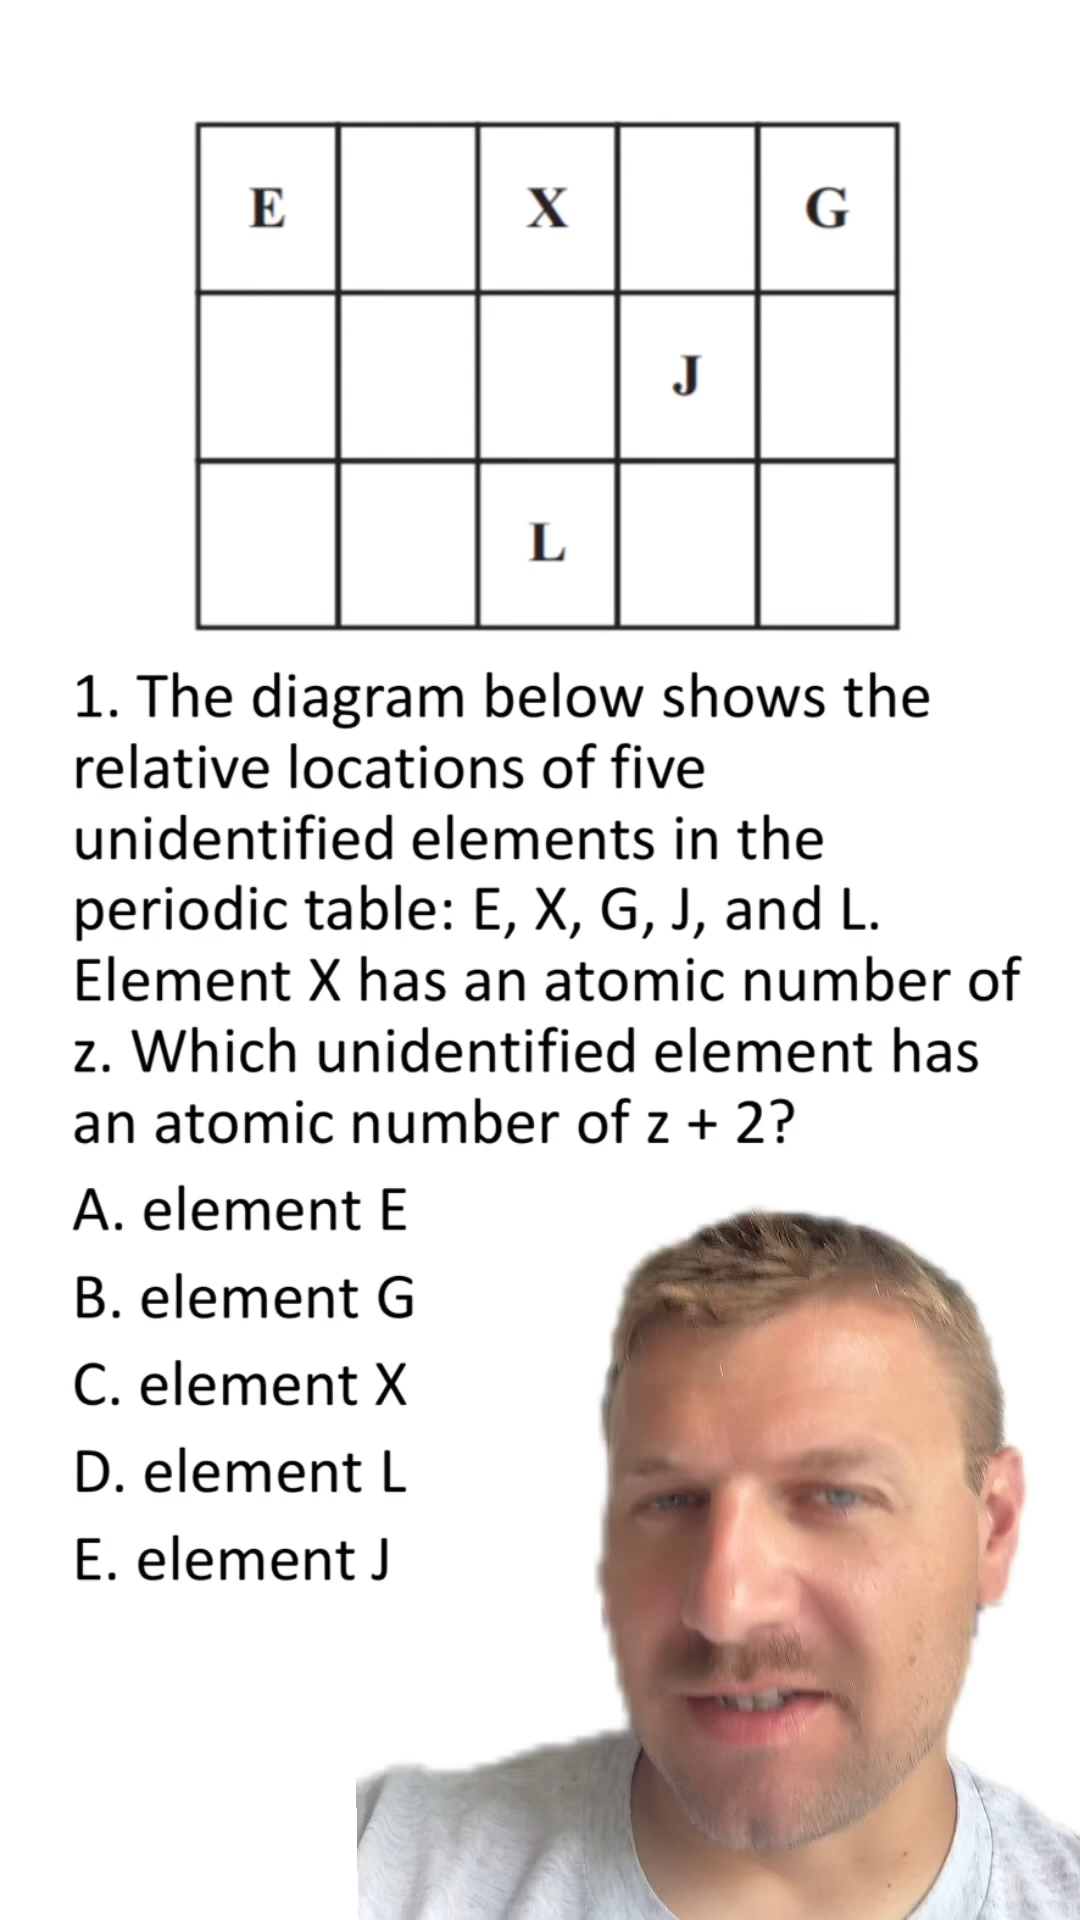 E X G
J
L
1. The diagram below shows the
relative locations of five
unidentified elements in the
periodic table: E, X, G, J, and L.
Element X has an atomic number of
z. Which unidentified element has
an atomic number of z + 2?
A. element E
B. element G
C. element X
D. element L
E. element J